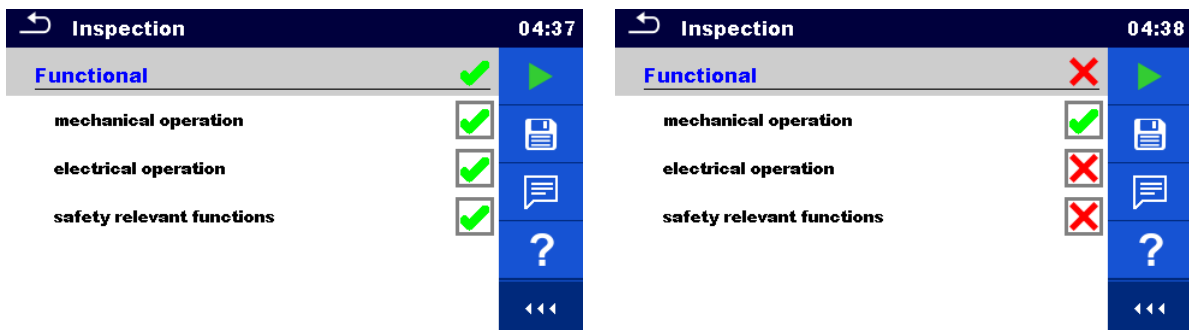 Inspection 04:37
Functional
mechanical operation
electrical operation
safety relevant functions
?
Inspection 04:38
Functional
mechanical operation
electrical operation
safety relevant functions
?